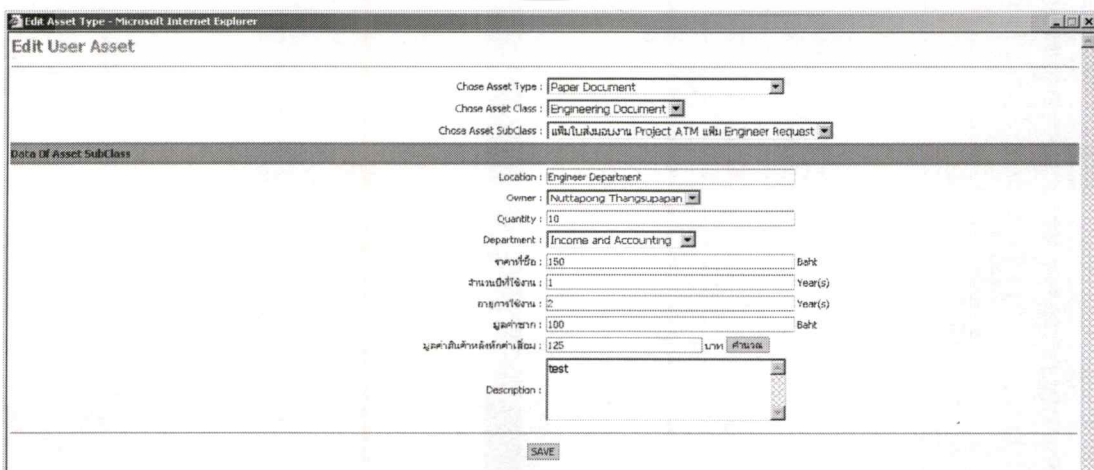 Edit Asset Type - Microsoft Internet Explorer
Edit User Asset
Chose Asset Type : Paper Document
Chose Asset Class : Engineering Document
Chose Asset SubClass : แฟ้มใบส่งมอบงาน Project ATM แฟ้ม Engineer Request
Data Of Asset SubClass
Location : Engineer Department
Owner : Nuttapong Thangsupapan
Quantity : 10
Department : Income and Accounting
ราคาที่ซื้อ : 150 Baht
จำนวนปีที่ใช้งาน : 1 Year(s)
อายุการใช้งาน : 2 Year(s)
มูลค่าซาก : 100 Baht
มูลค่าสินค้าหลังหักค่าเสื่อม : 125 บาท คำนวณ
test
Description :
SAVE